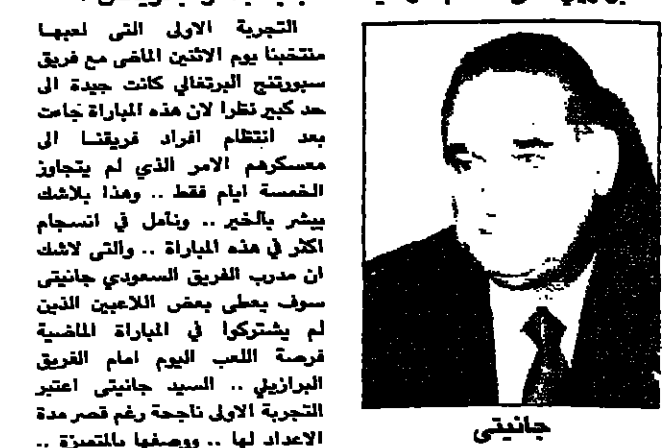 التجربة الاولى التى لعبها
منتخبنا يوم الاثنين الماضى مع فريق
سبورتنج البرتغالي كانت جيدة الى
حد كبير نظرا لان هذه المباراة جاءت
بعد انتظام افراد فريقنا الى
معسكرهم الامر الذي لم يتجاوز
الخمسة ايام فقط .. وهذا بلاشك
يبشر بالخير .. ونأمل في انسجام
اكثر في هذه المباراة .. والتى لاشك
ان مدرب الفريق السعودي جانيتى
سوف يعطى بعض اللاعبين الذين
لم يشتركوا في المباراة الماضية
فرصة اللعب اليوم امام الفريق
البرازيلي .. السيد جانيتى اعتبر
التجربة الاولى ناجحة رغم قصر مدة
الاعداد لها .. ووصفها بالمتميزة ..
جانيتى